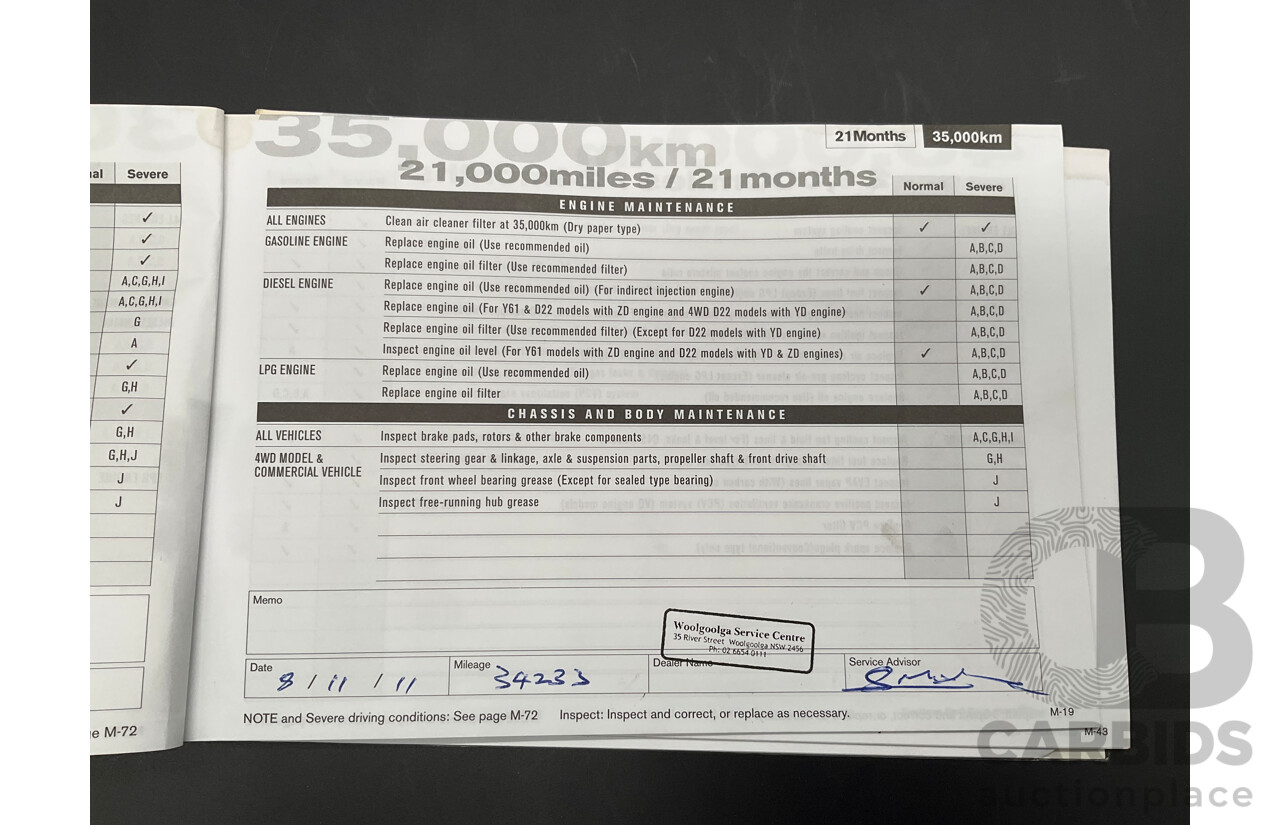 al Severe
✓
✓
✓
A,C,G,H,I
A,C,G,H,I
G
A
✓
G,H
✓
G,H
G,H,J
J
J
e M-72
35,000km
21Months 35,000km
21,000miles / 21months
Normal Severe
ENGINE MAINTENANCE
ALL ENGINES Clean air cleaner filter at 35,000km (Dry paper type) ✓ ✓
GASOLINE ENGINE Replace engine oil (Use recommended oil) A,B,C,D
Replace engine oil filter (Use recommended filter) A,B,C,D
DIESEL ENGINE Replace engine oil (Use recommended oil) (For indirect injection engine) ✓ A,B,C,D
Replace engine oil (For Y61 & D22 models with ZD engine and 4WD D22 models with YD engine) A,B,C,D
Replace engine oil filter (Use recommended filter) (Except for D22 models with YD engine) A,B,C,D
Inspect engine oil level (For Y61 models with ZD engine and D22 models with YD & ZD engines) ✓ A,B,C,D
LPG ENGINE Replace engine oil (Use recommended oil) A,B,C,D
Replace engine oil filter A,B,C,D
CHASSIS AND BODY MAINTENANCE
ALL VEHICLES Inspect brake pads, rotors & other brake components A,C,G,H,I
4WD MODEL & Inspect steering gear & linkage, axle & suspension parts, propeller shaft & front drive shaft G,H
COMMERCIAL VEHICLE
Inspect front wheel bearing grease (Except for sealed type bearing) J
Inspect free-running hub grease J
Memo
Woolgoolga Service Centre
35 River Street Woolgoolga NSW 2456
Ph: 02 6654 0111
Date 8 / 11 / 11 Mileage 34233 Dealer Name Service Advisor
NOTE and Severe driving conditions: See page M-72 Inspect: Inspect and correct, or replace as necessary.
M-19
M-43
CARBIDS
auctionplace